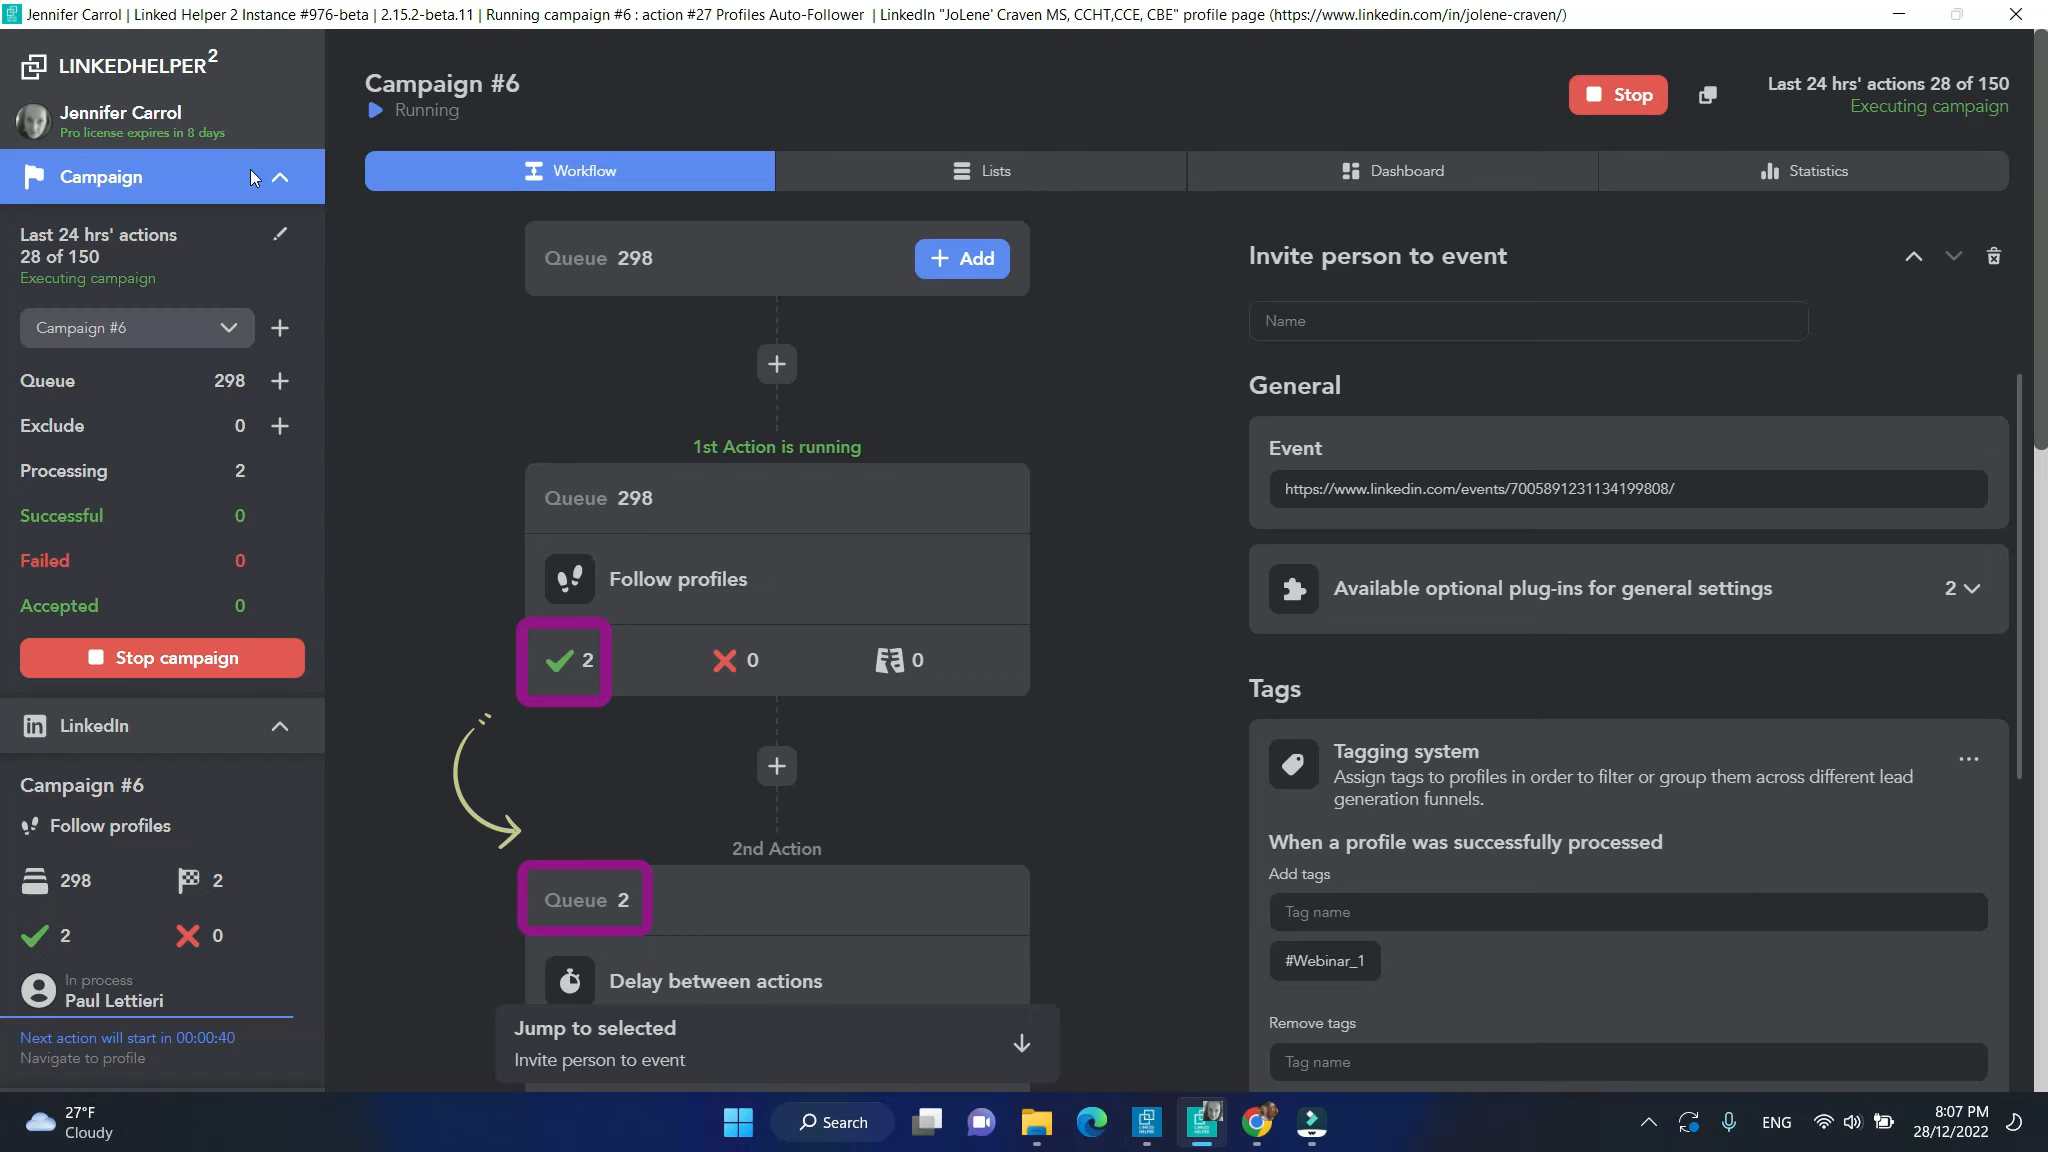 Jennifer Carrol | Linked Helper 2 Instance #976-beta | 2.15.2-beta.11 | Running campaign #6 : action #27 Profiles Auto-Follower | LinkedIn "JoLene' Craven MS, CCHT,CCE, CBE" profile page (https://www.linkedin.com/in/jolene-craven/)
LINKEDHELPER2
Jennifer Carrol
Pro license expires in 8 days
Campaign
Last 24 hrs' actions
28 of 150
Executing campaign
Campaign #6
Queue 298
Exclude 0
Processing 2
Successful 0
Failed 0
Accepted 0
Stop campaign
LinkedIn
Campaign #6
Follow profiles
298 2
2 0
In process
Paul Lettieri
Next action will start in 00:00:40
Navigate to profile
Campaign #6
Running
Stop
Last 24 hrs' actions 28 of 150
Executing campaign
Workflow
Lists
Dashboard
Statistics
Queue 298
Add
1st Action is running
Queue 298
Follow profiles
2 0 0
2nd Action
Queue 2
Delay between actions
Jump to selected
Invite person to event
Invite person to event
Name
General
Event
https://www.linkedin.com/events/7005891231134199808/
Available optional plug-ins for general settings 2
Tags
Tagging system
Assign tags to profiles in order to filter or group them across different lead
generation funnels.
When a profile was successfully processed
Add tags
Tag name
#Webinar_1
Remove tags
Tag name
27°F
Cloudy
Search
ENG
8:07 PM
28/12/2022